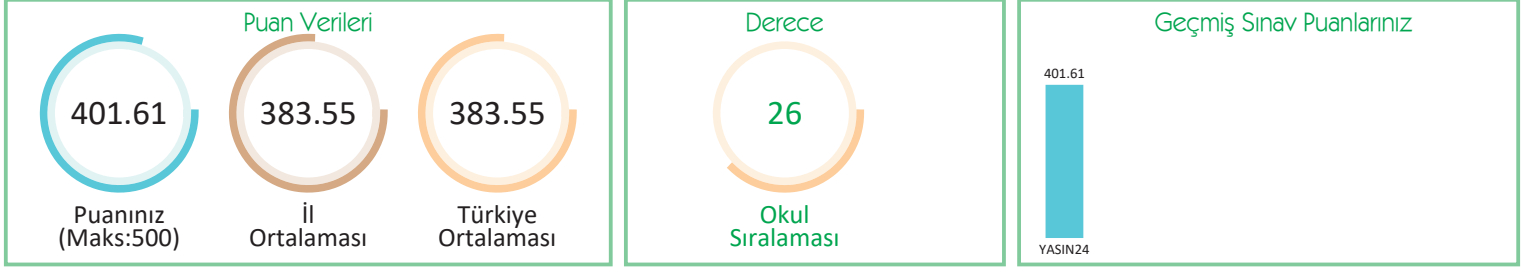 Puan Verileri
401.61
383.55
383.55
Puanınız
(Maks:500)
İl
Ortalaması
Türkiye
Ortalaması
Derece
26
Okul
Sıralaması
Geçmiş Sınav Puanlarınız
401.61
YASIN24